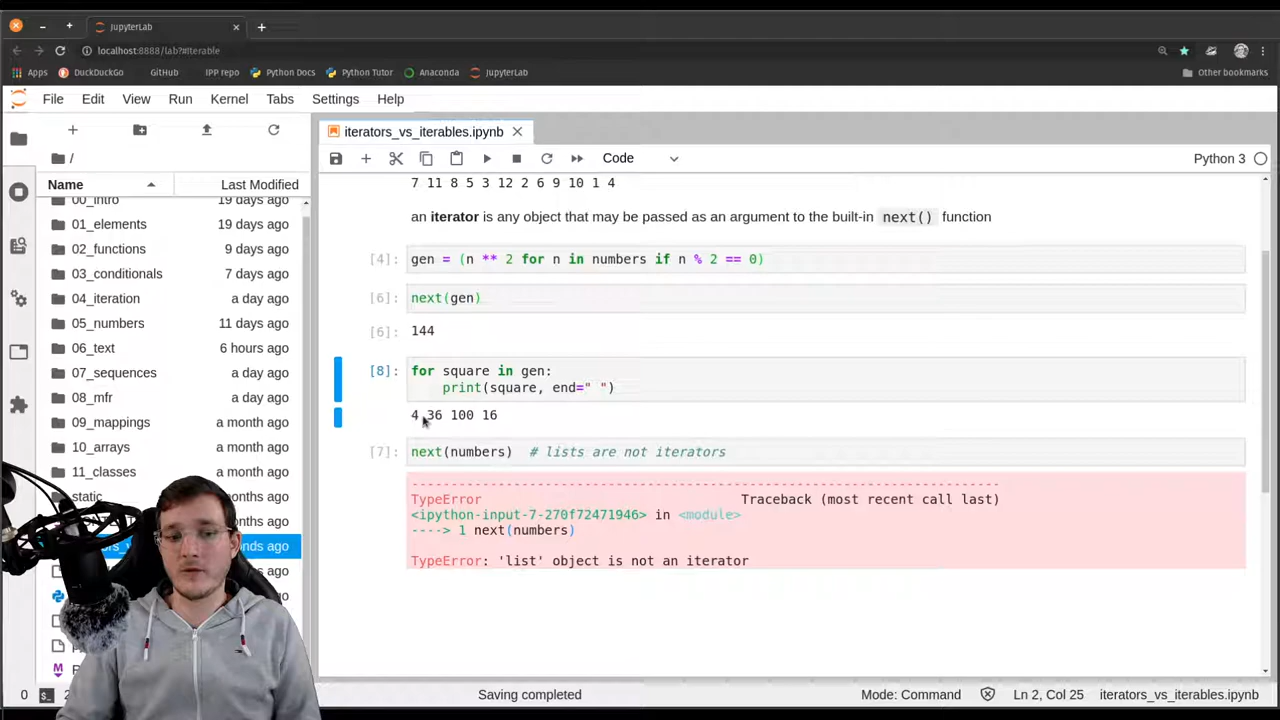 JupyterLab
localhost:8888/lab?#Iterable
Apps DuckDuckGo GitHub IPP repo Python Docs Python Tutor Anaconda JupyterLab Other bookmarks
File Edit View Run Kernel Tabs Settings Help
iterators_vs_iterables.ipynb
/
Code
Python 3
Name Last Modified
00_intro 19 days ago
01_elements 19 days ago
02_functions 9 days ago
03_conditionals 7 days ago
04_iteration a day ago
05_numbers 11 days ago
06_text 6 hours ago
07_sequences a day ago
08_mfr a day ago
09_mappings a month ago
10_arrays a month ago
11_classes a month ago
static
7 11 8 5 3 12 2 6 9 10 1 4
an iterator is any object that may be passed as an argument to the built-in next() function
[4]: gen = (n ** 2 for n in numbers if n % 2 == 0)
[6]: next(gen)
[6]: 144
[8]: for square in gen:
print(square, end=" ")
4 36 100 16
[7]: next(numbers) # lists are not iterators
---------------------------------------------------------------------------
TypeError Traceback (most recent call last)
<ipython-input-7-270f72471946> in <module>
----> 1 next(numbers)
TypeError: 'list' object is not an iterator
0 Saving completed Mode: Command Ln 2, Col 25 iterators_vs_iterables.ipynb